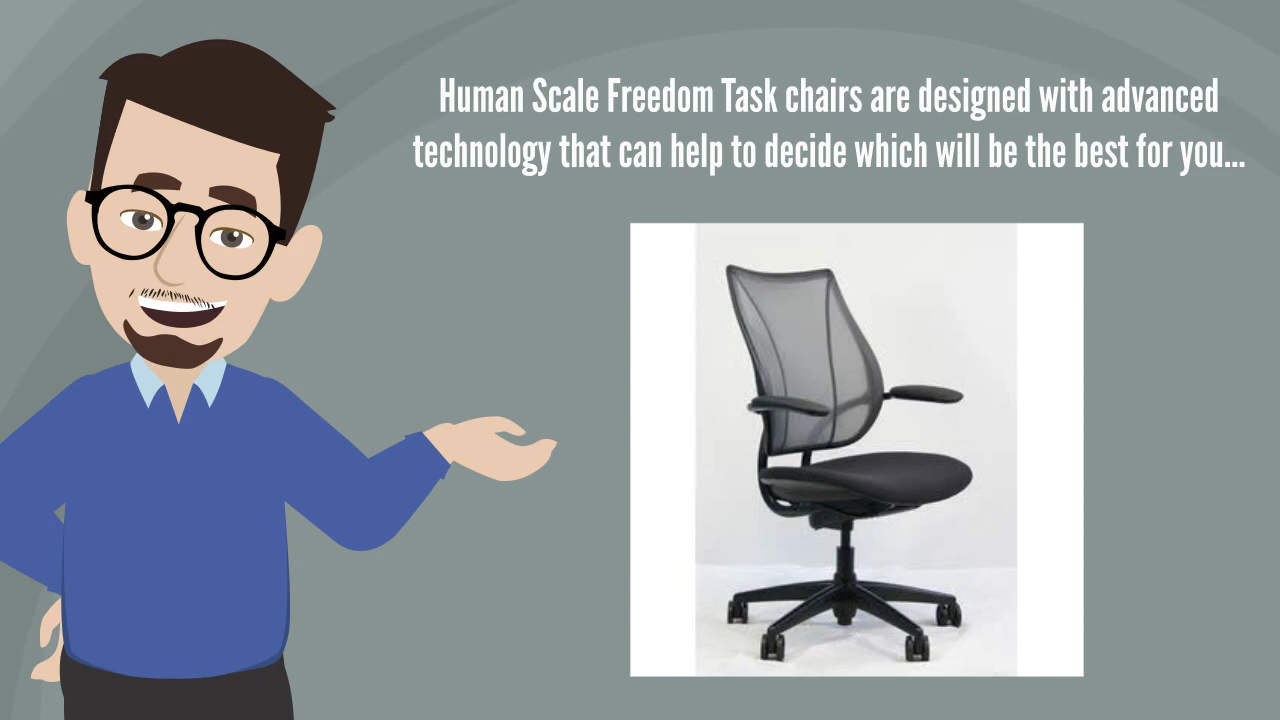 Human Scale Freedom Task chairs are designed with advanced
technology that can help to decide which will be the best for you...